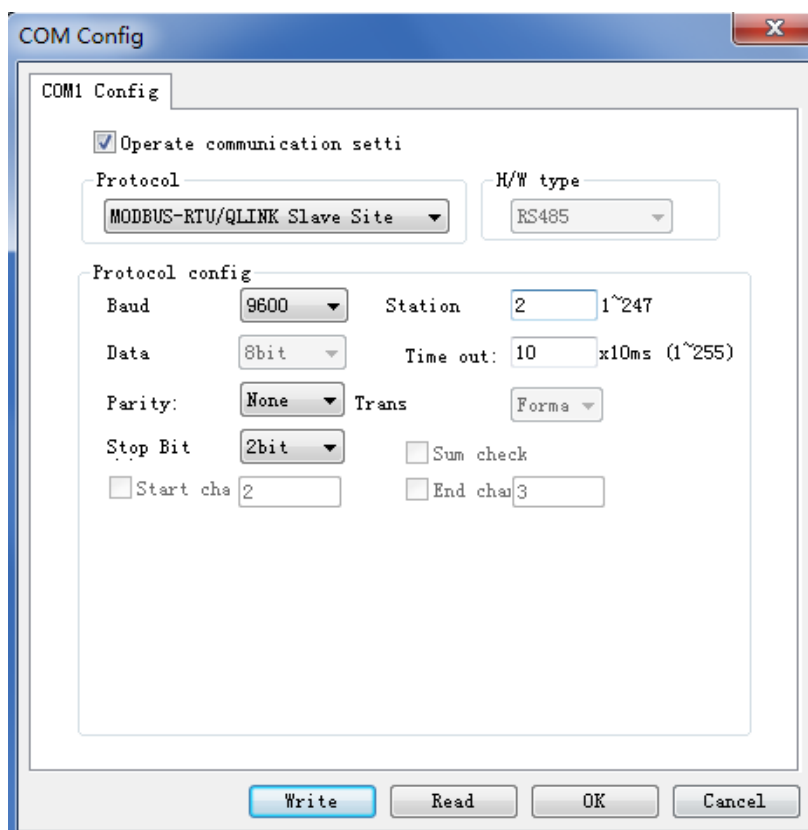 COM Config
COM1 Config
Operate communication setti
Protocol
H/W type
MODBUS-RTU/QLINK Slave Site
RS485
Protocol config
Baud 9600 Station 2 1~247
Data 8bit Time out: 10 x10ms (1~255)
Parity: None Trans Forma
Stop Bit 2bit Sum check
Start cha 2 End cha 3
Write Read OK Cancel